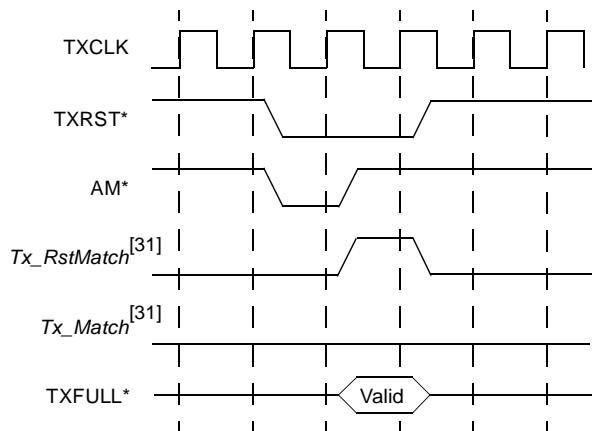 TXCLK
TXRST*
AM*
Tx_RstMatch[31]
Tx_Match[31]
TXFULL*
Valid